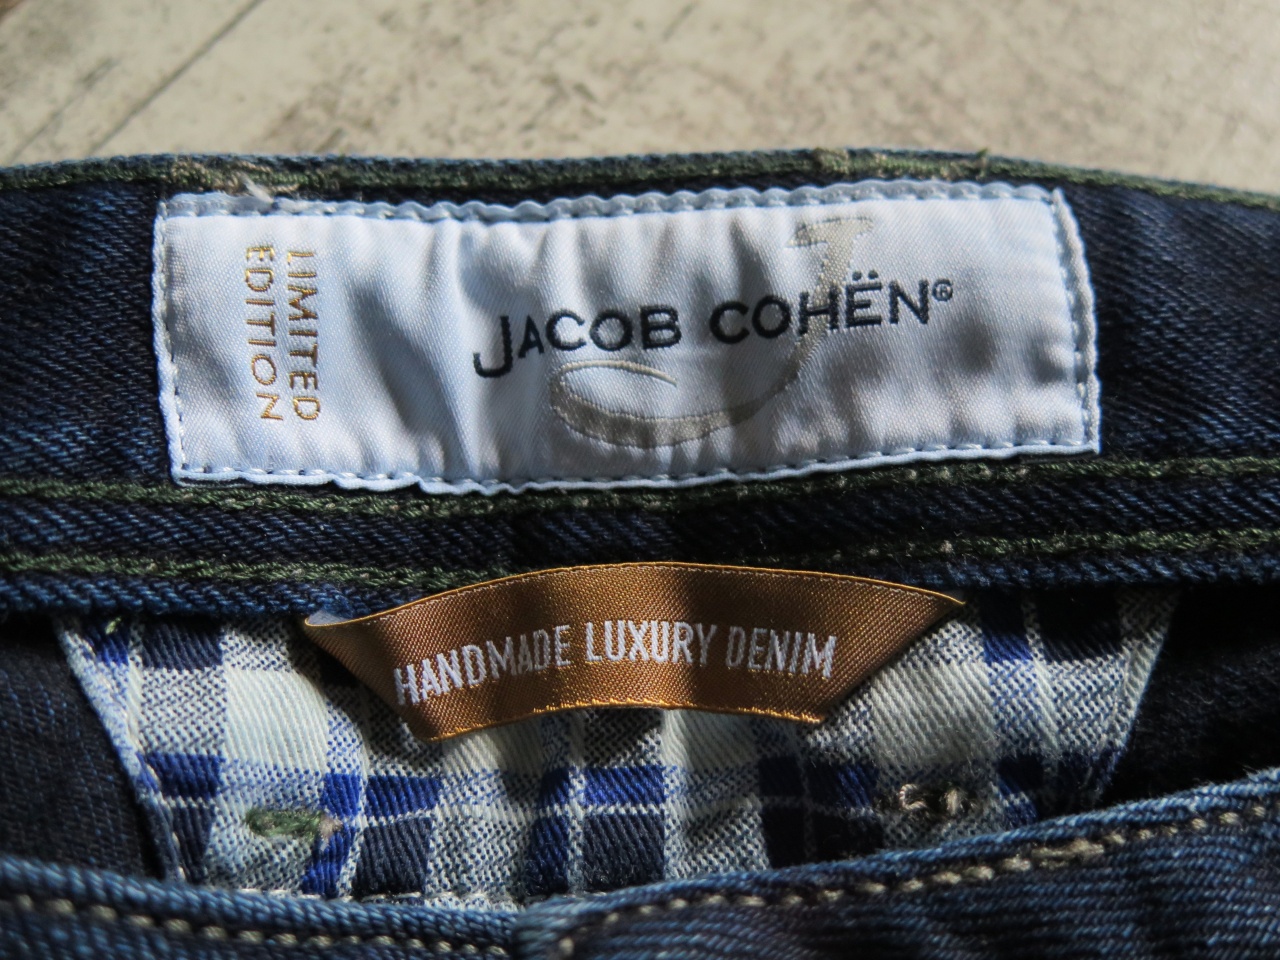 LIMITED
EDITION
JACOB COHËN®
HANDMADE LUXURY DENIM